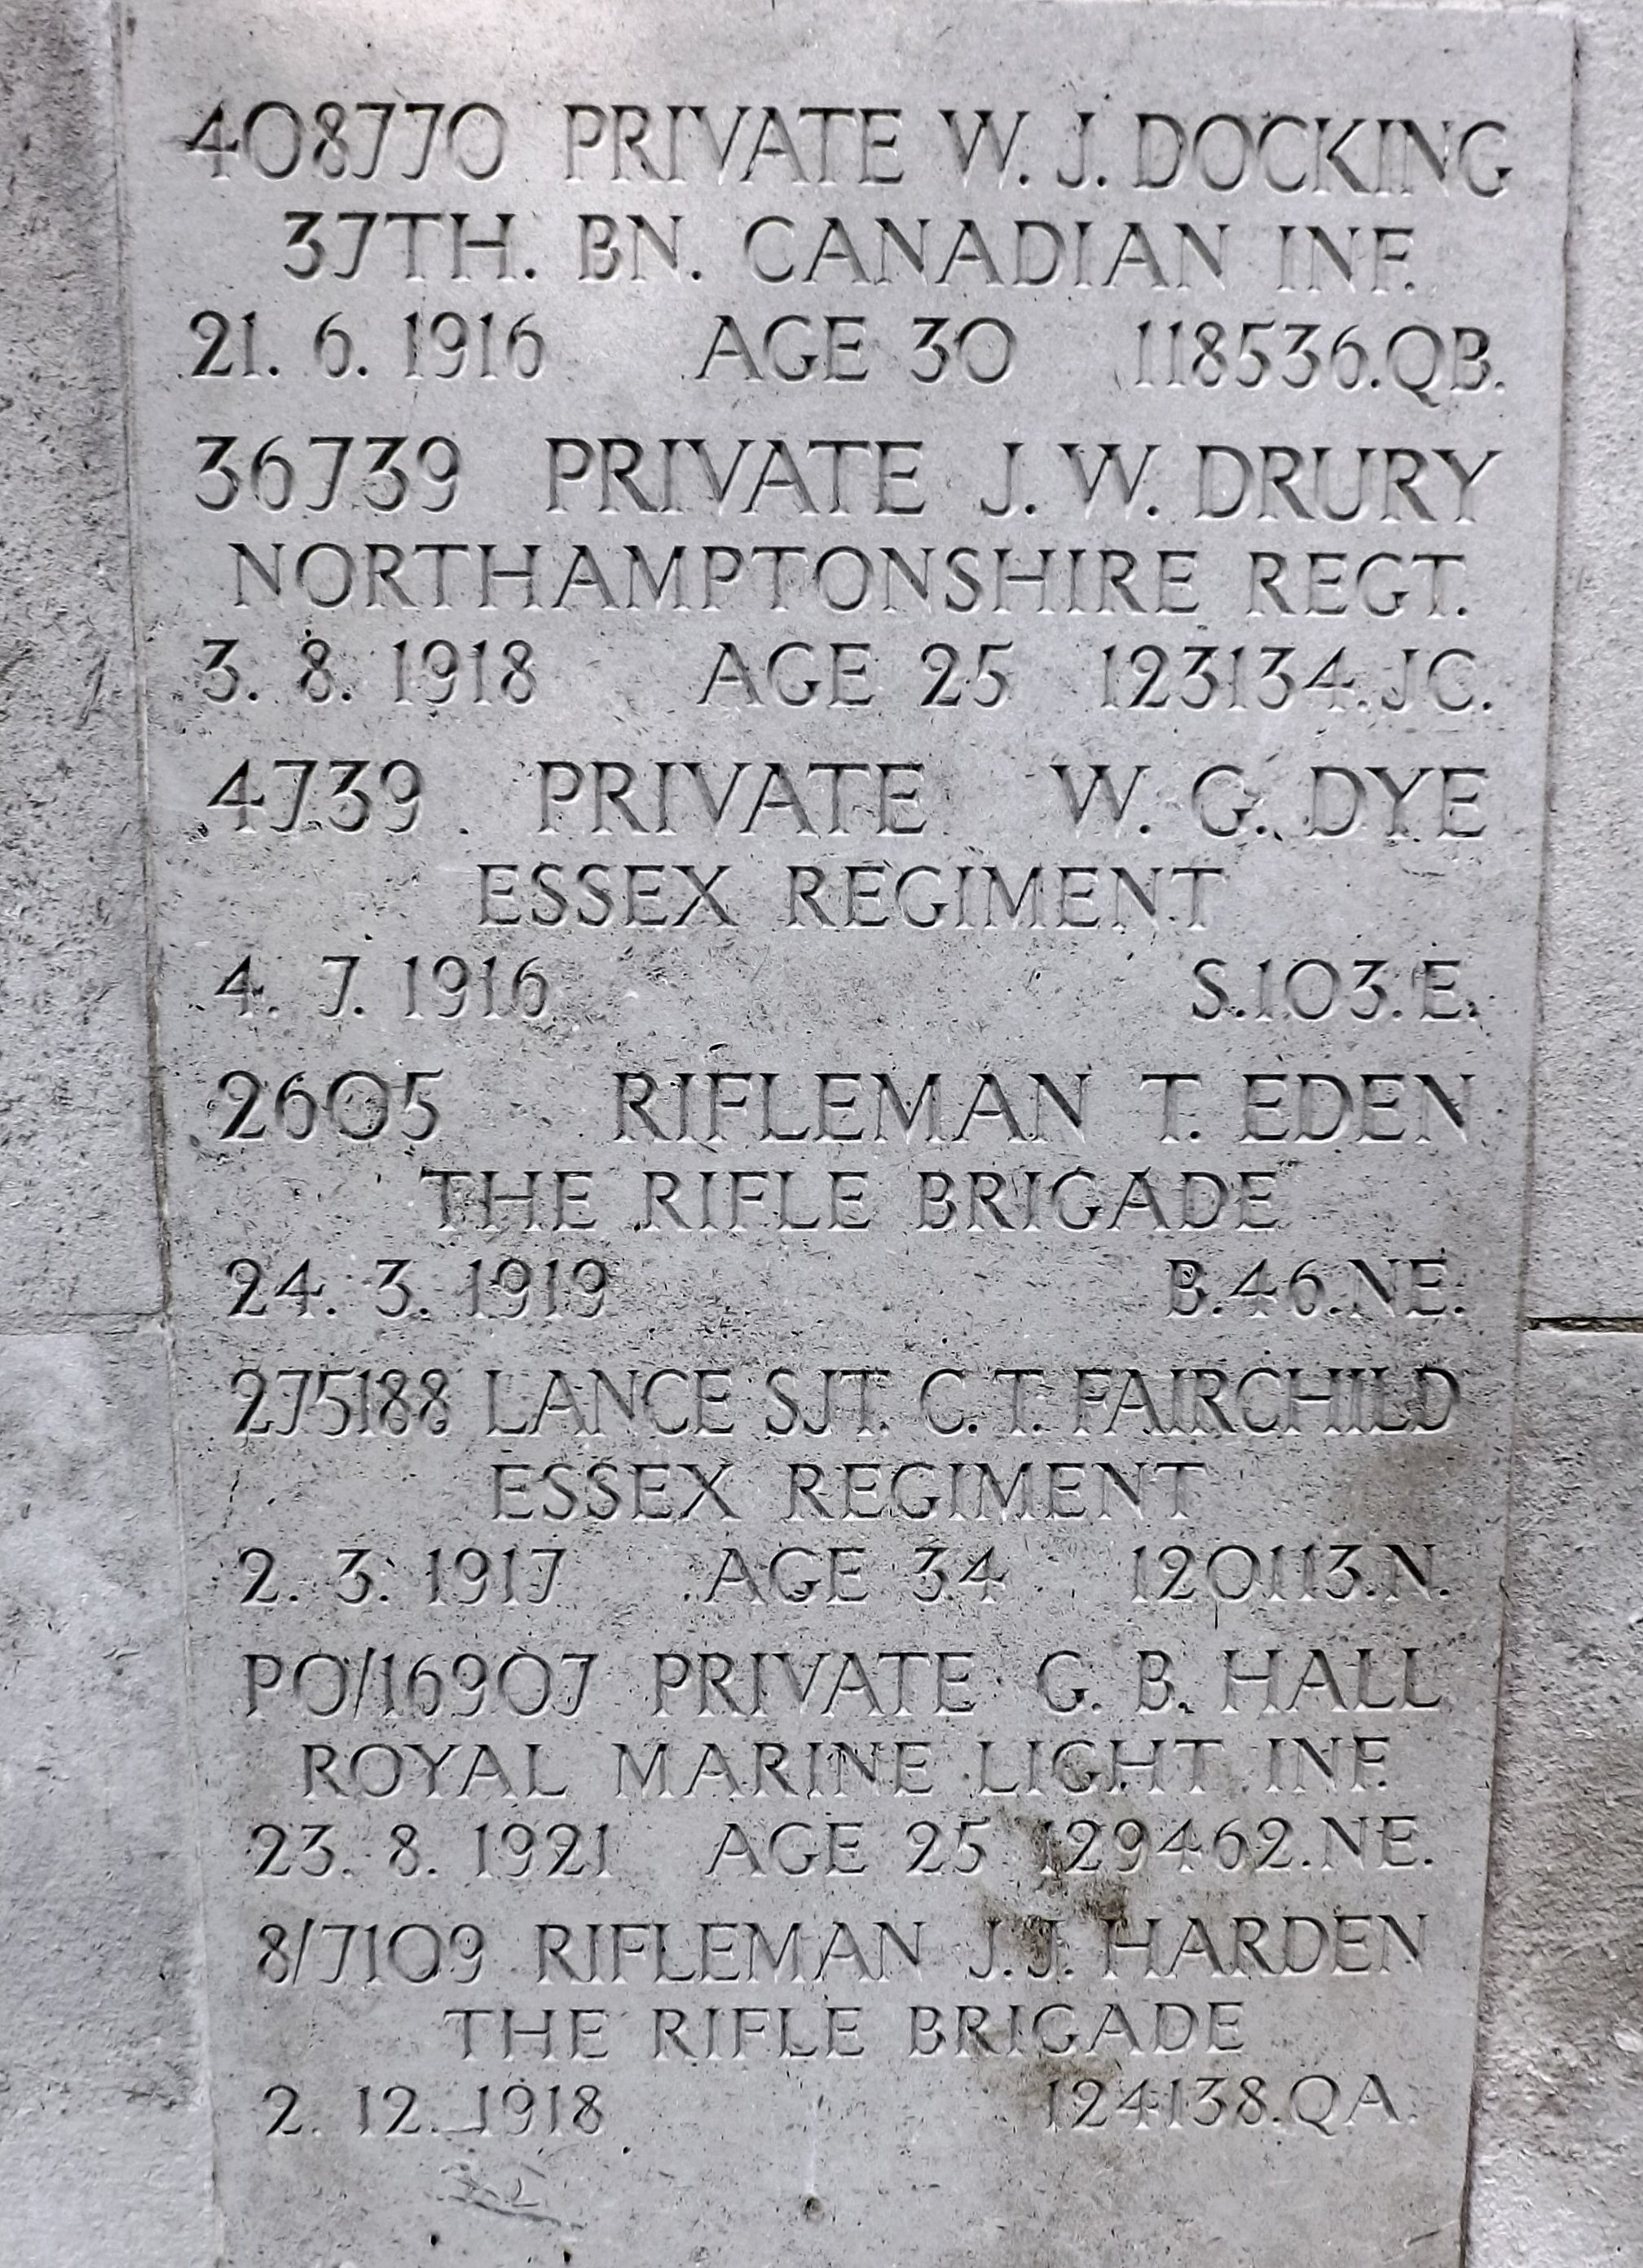 408770 PRIVATE W. J. DOCKING
37TH. BN. CANADIAN INF.
21. 6. 1916 AGE 30 118536.QB.
36739 PRIVATE J. W. DRURY
NORTHAMPTONSHIRE REGT.
3. 8. 1918 AGE 25 123134.JC.
4739 PRIVATE W. G. DYE
ESSEX REGIMENT
4. 7. 1916 S.103.E.
2605 RIFLEMAN T. EDEN
THE RIFLE BRIGADE
24. 3. 1919 B.46.NE.
275188 LANCE SJT. C. T. FAIRCHILD
ESSEX REGIMENT
2. 3. 1917 AGE 34 120113.N.
PO/16907 PRIVATE G. B. HALL
ROYAL MARINE LIGHT INF.
23. 8. 1921 AGE 25 129462.NE.
8/7109 RIFLEMAN J. J. HARDEN
THE RIFLE BRIGADE
2. 12. 1918 124138.QA.